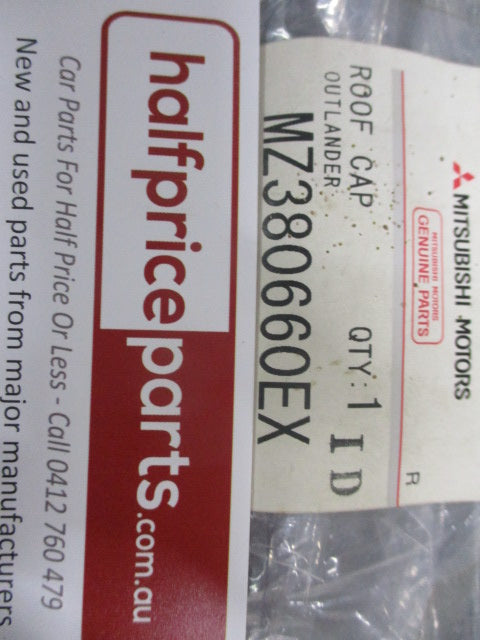 MITSUBISHI MOTORS
MITSUBISHI MOTORS
GENUINE PARTS
R
ROOF CAP QTY:1 I D
OUTLANDER
MZ380660EX
halfpriceparts.com.au
Car Parts For Half Price Or Less - Call 0412 760 479
New and used parts from major manufacturers